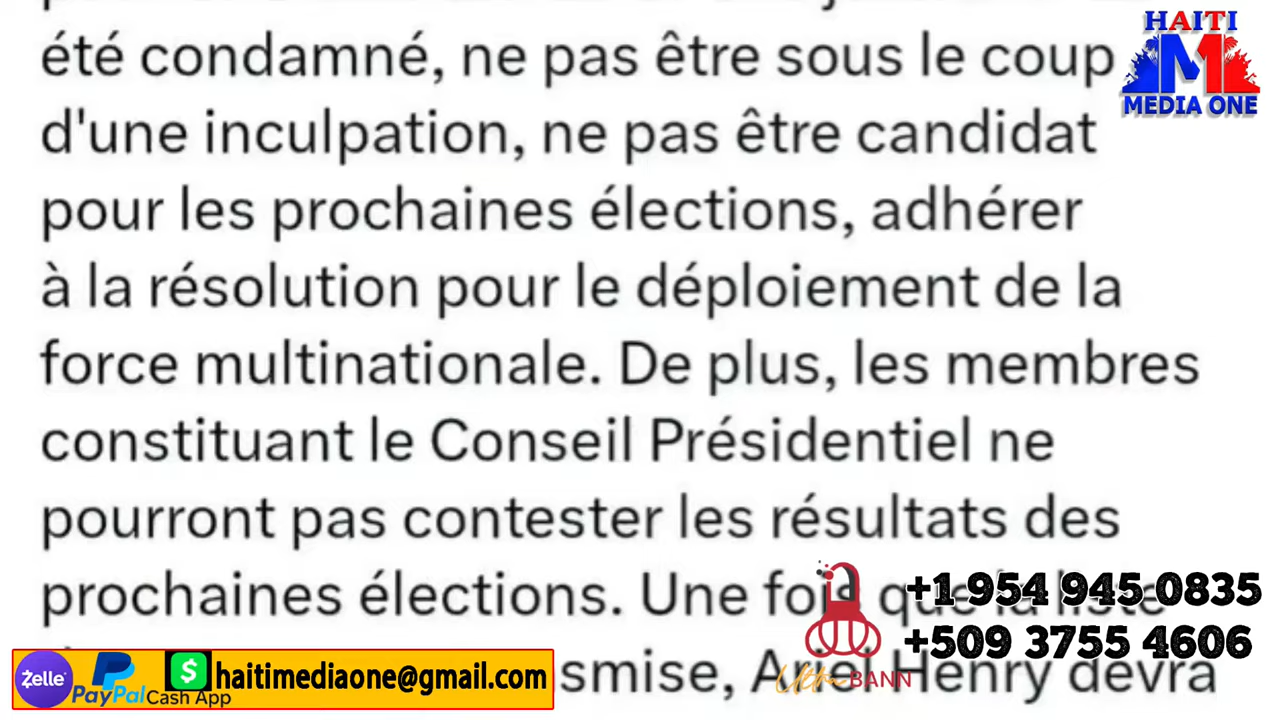 été condamné, ne pas être sous le coup
d'une inculpation, ne pas être candidat
pour les prochaines élections, adhérer
à la résolution pour le déploiement de la
force multinationale. De plus, les membres
constituant le Conseil Présidentiel ne
pourront pas contester les résultats des
prochaines élections. Une fois
smise, Ariel Henry devra
HAITI
M
MEDIA ONE
+1 954 945 0835
+509 3755 4606
Ultra BANN
Zelle
PayPal
$
Cash App
haitimediaone@gmail.com